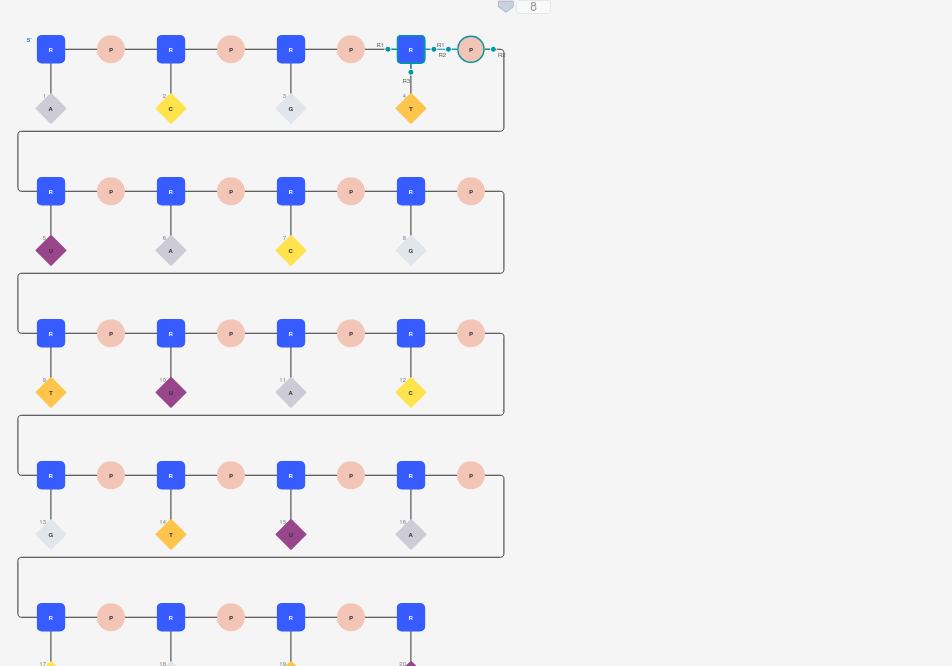 8
5'
R P R P R P R1 R R1 R2 P R2
R3
1 2 3 4
A C G T
R P R P R P R P
5 6 7 8
U A C G
R P R P R P R P
9 10 11 12
T U A C
R P R P R P R P
13 14 15 16
G T U A
R P R P R P R
17 18 19 20